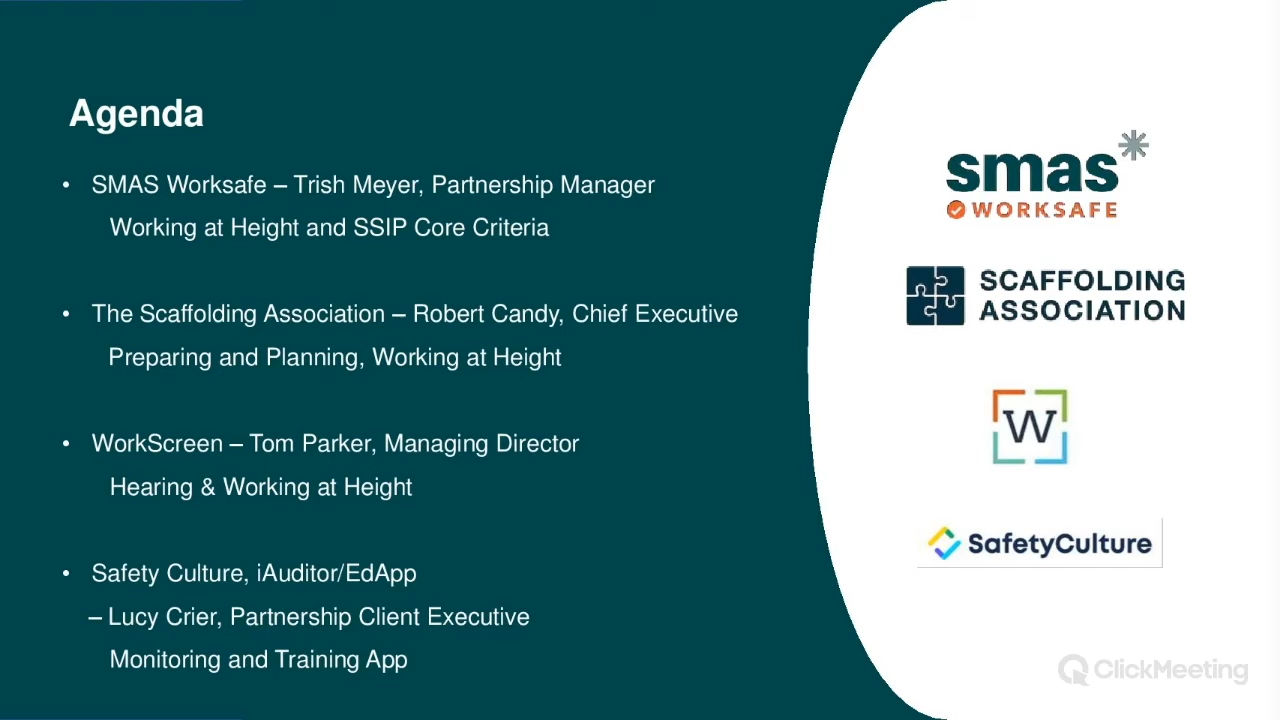 Agenda
• SMAS Worksafe – Trish Meyer, Partnership Manager
Working at Height and SSIP Core Criteria
• The Scaffolding Association – Robert Candy, Chief Executive
Preparing and Planning, Working at Height
• WorkScreen – Tom Parker, Managing Director
Hearing & Working at Height
• Safety Culture, iAuditor/EdApp
– Lucy Crier, Partnership Client Executive
Monitoring and Training App
smas
WORKSAFE
SCAFFOLDING
ASSOCIATION
W
SafetyCulture
ClickMeeting